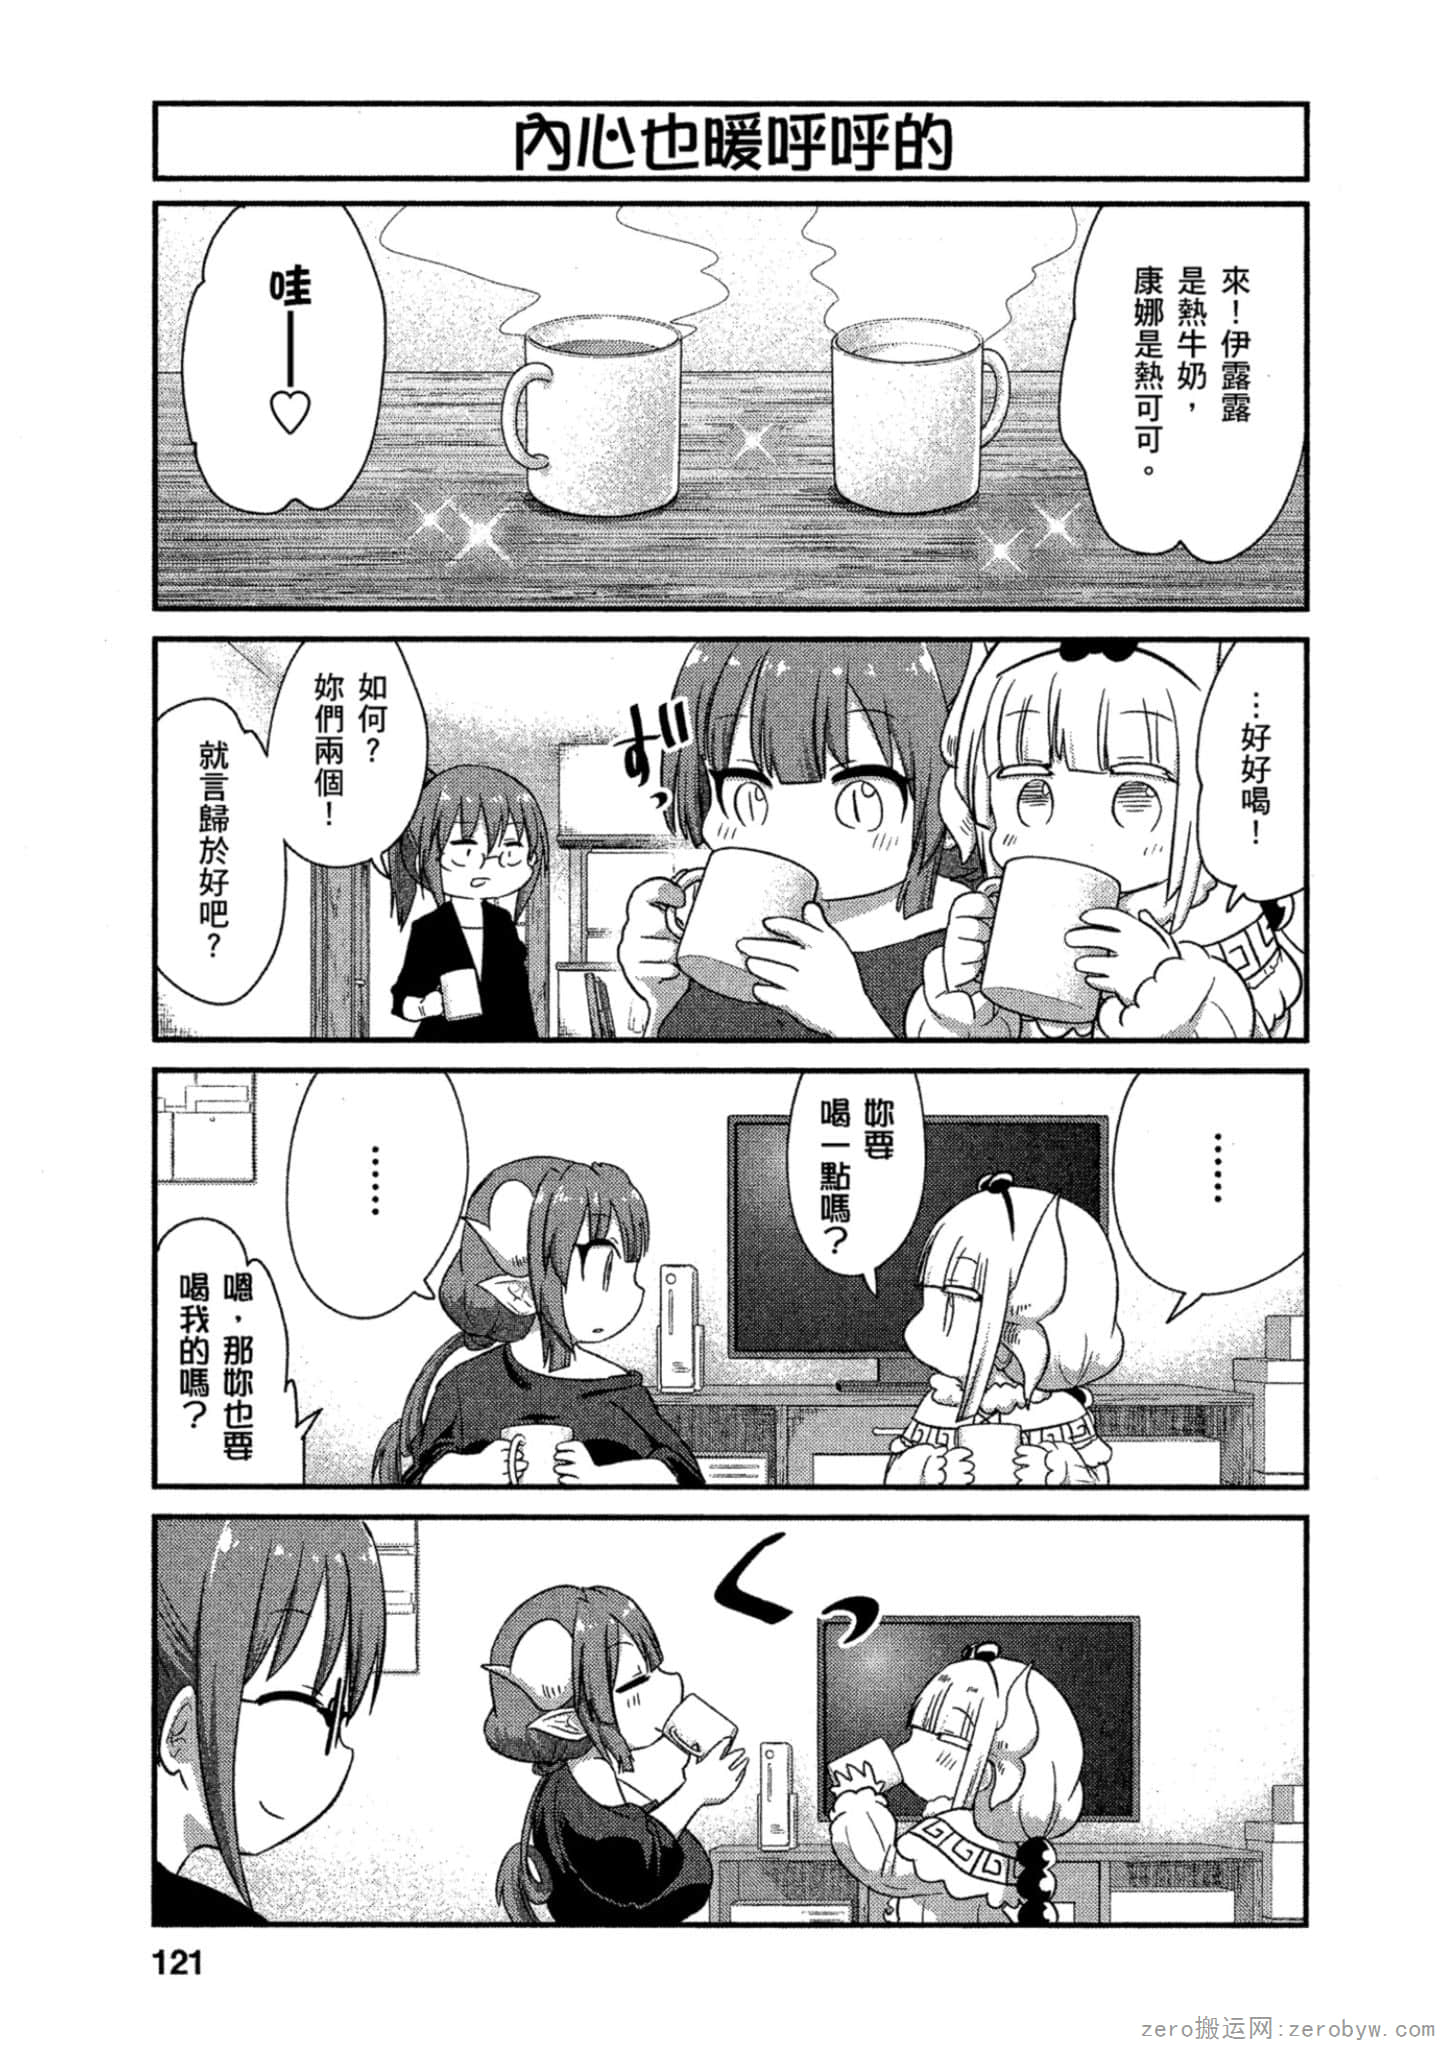 內心也暖呼呼的
來！伊露露
是熱牛奶，
康娜是熱可可。
哇——♡
…好好喝！
ずずっ
如何？
妳們兩個！
就言歸於好吧？
……
妳要
喝一點嗎？
……
嗯，那妳也要
喝我的嗎？
くっ
121
zero搬运网:zerobyw.com